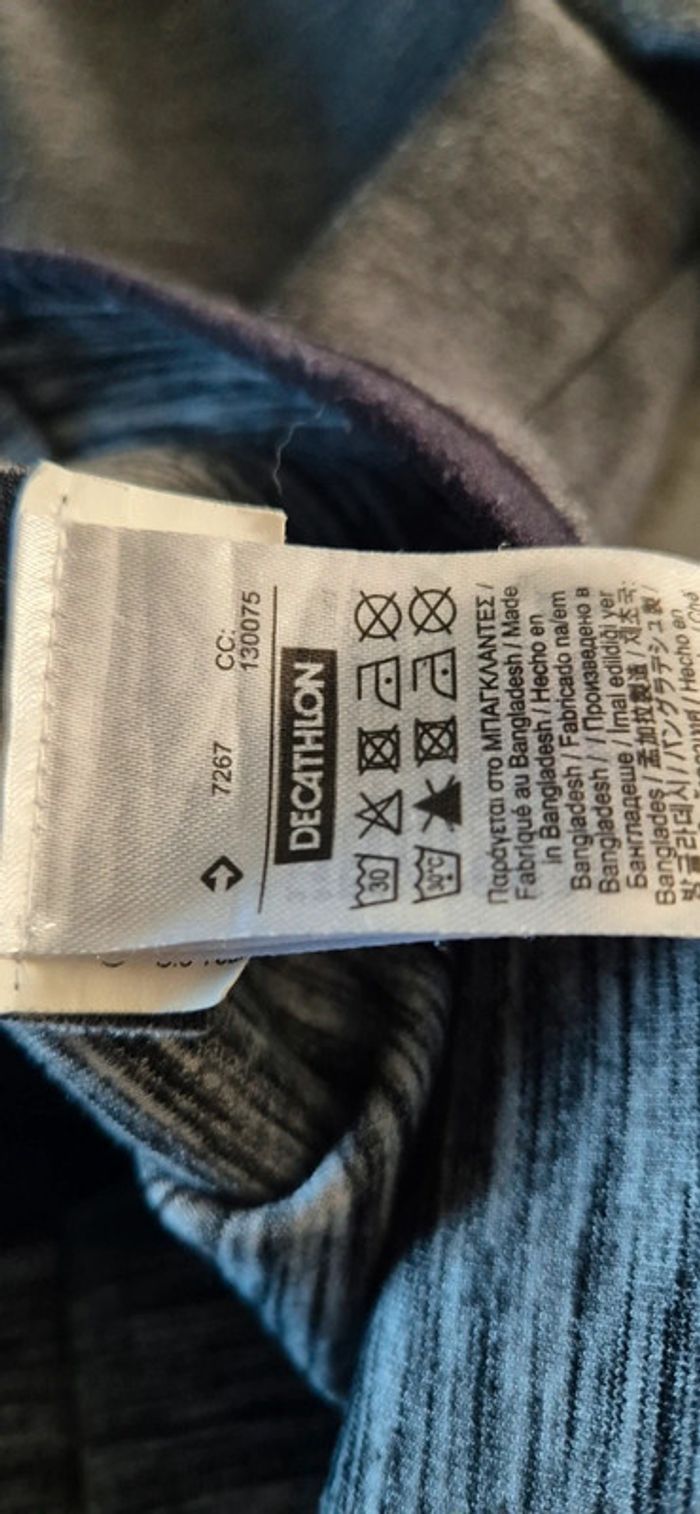 7267 CC:
130075
DECATHLON
30
30°C
Παράγεται στο ΜΠΑΓΚΛΑΝΤΕΣ /
Fabriqué au Bangladesh / Made
in Bangladesh / Hecho en
Bangladesh / Fabricado na/em
Bangladesh / / Произведено в
Бангладеше / İmal edildiği yer
Bangladeş / 孟加拉製造 / 제조국:
방글라데시 / バングラデシュ製 /
/ Hecho en